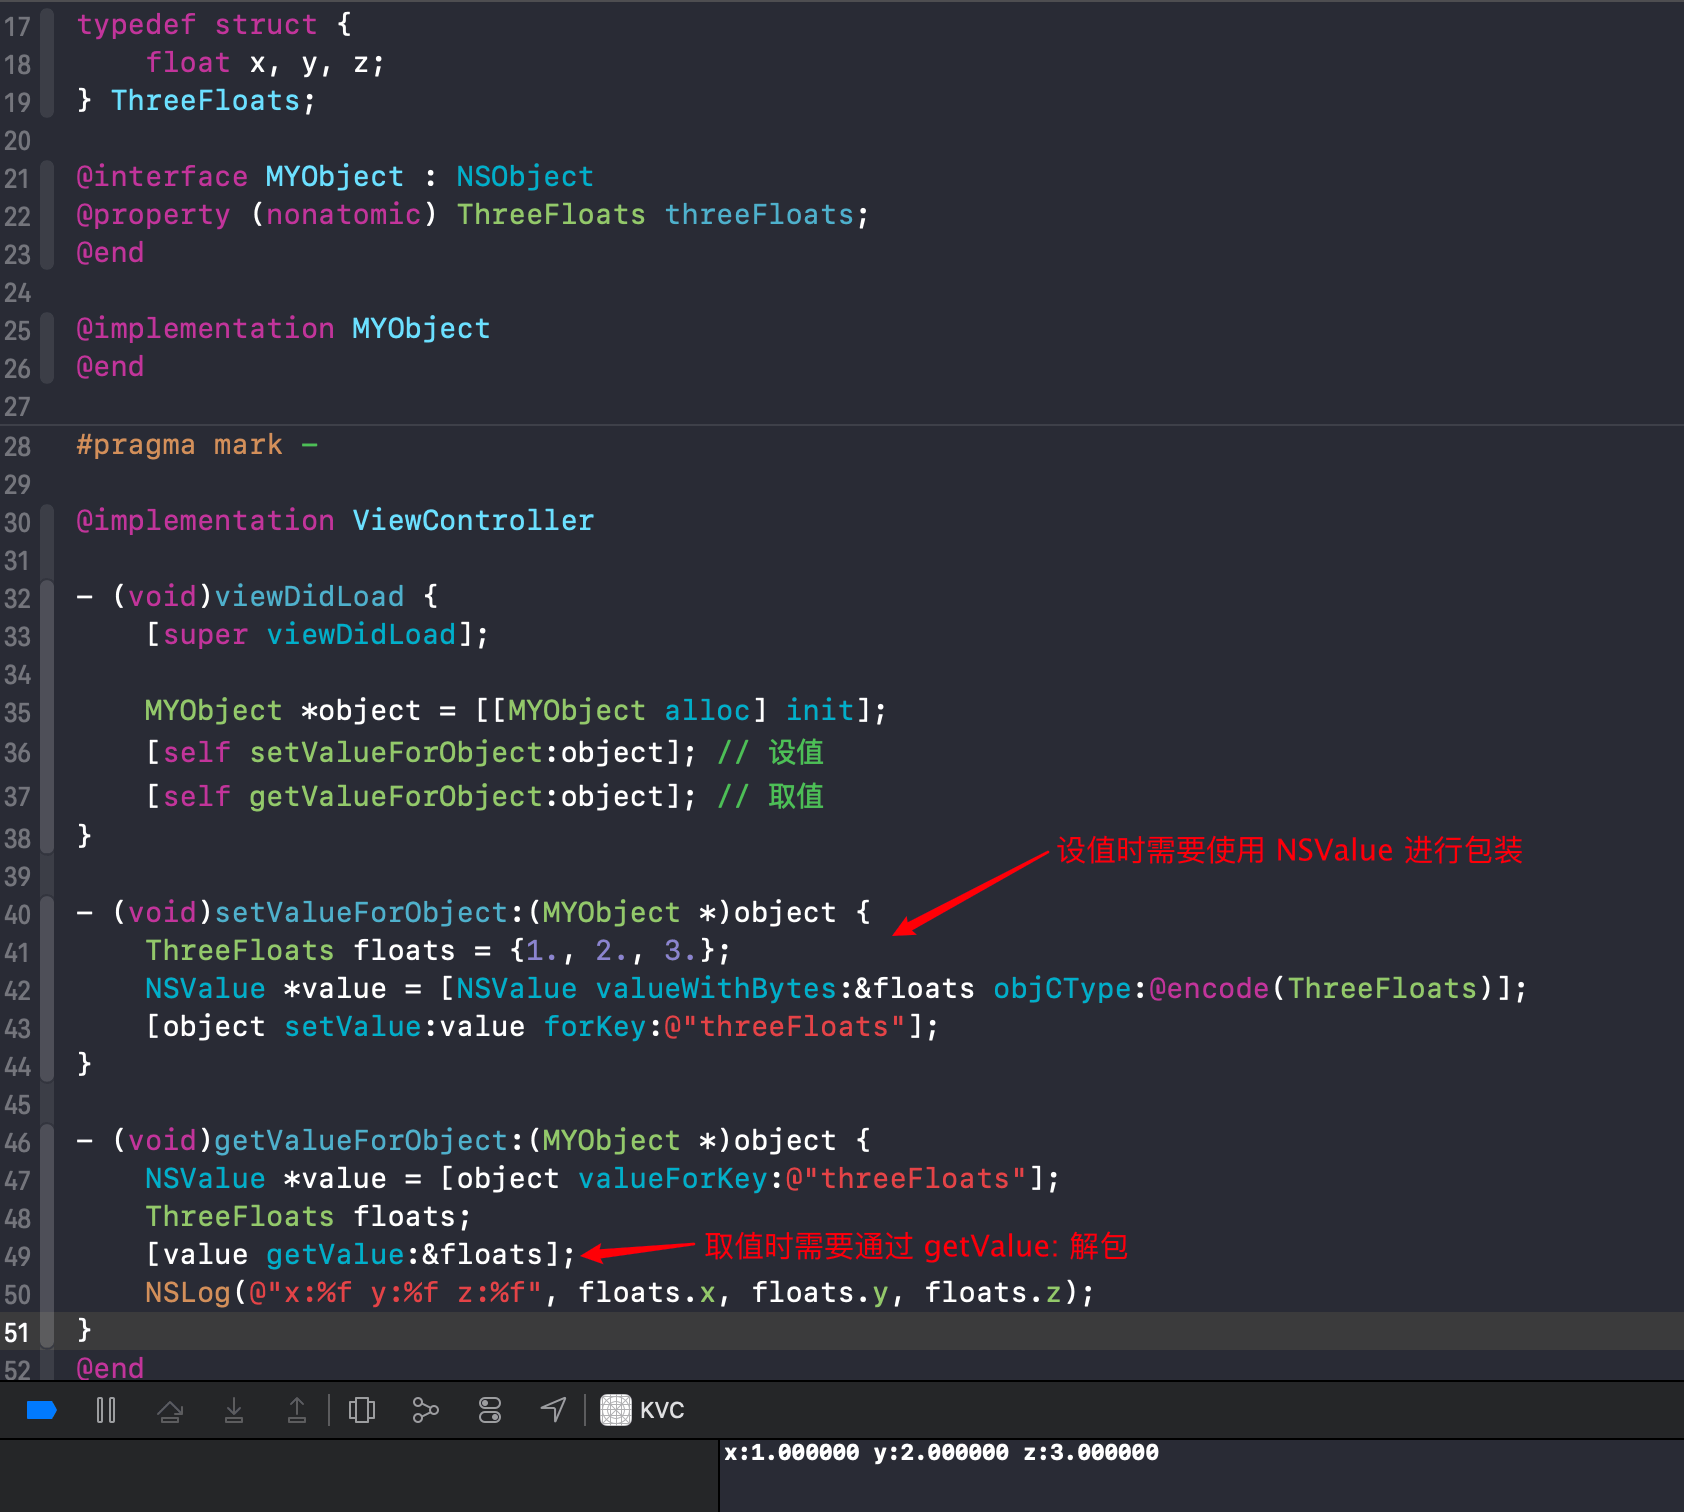 17 typedef struct {
18     float x, y, z;
19 } ThreeFloats;
20
21 @interface MYObject : NSObject
22 @property (nonatomic) ThreeFloats threeFloats;
23 @end
24
25 @implementation MYObject
26 @end
27
28 #pragma mark -
29
30 @implementation ViewController
31
32 - (void)viewDidLoad {
33     [super viewDidLoad];
34
35     MYObject *object = [[MYObject alloc] init];
36     [self setValueForObject:object]; // 设值
37     [self getValueForObject:object]; // 取值
38 }
设值时需要使用 NSValue 进行包装
39
40 - (void)setValueForObject:(MYObject *)object {
41     ThreeFloats floats = {1., 2., 3.};
42     NSValue *value = [NSValue valueWithBytes:&floats objCType:@encode(ThreeFloats)];
43     [object setValue:value forKey:@"threeFloats"];
44 }
45
46 - (void)getValueForObject:(MYObject *)object {
47     NSValue *value = [object valueForKey:@"threeFloats"];
48     ThreeFloats floats;
49     [value getValue:&floats]; 取值时需要通过 getValue: 解包
50     NSLog(@"x:%f y:%f z:%f", floats.x, floats.y, floats.z);
51 }
52 @end
KVC
x:1.000000 y:2.000000 z:3.000000